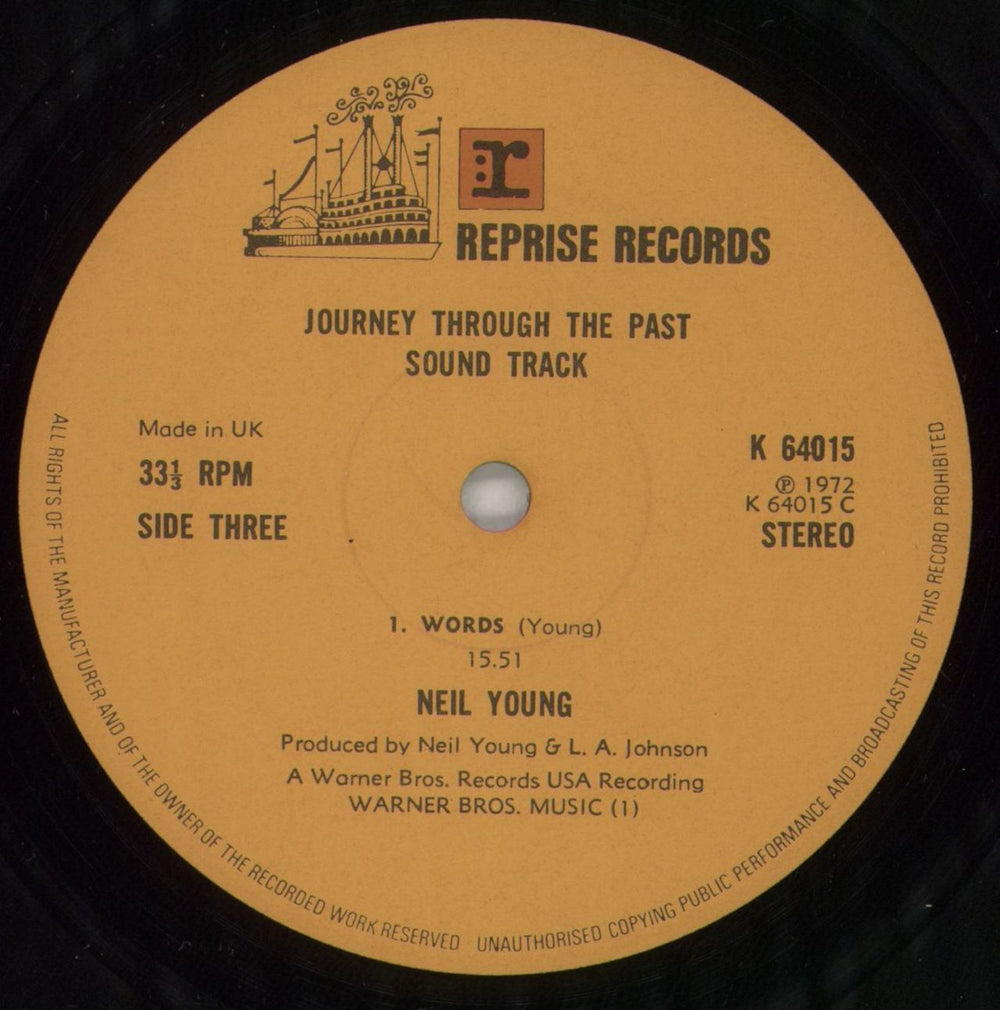 r
REPRISE RECORDS
JOURNEY THROUGH THE PAST
SOUND TRACK
Made in UK
33⅓ RPM
SIDE THREE
K 64015
℗ 1972
K 64015 C
STEREO
1. WORDS (Young)
15.51
NEIL YOUNG
Produced by Neil Young & L. A. Johnson
A Warner Bros. Records USA Recording
WARNER BROS. MUSIC (1)
ALL RIGHTS OF THE MANUFACTURER AND OF THE OWNER OF THE RECORDED WORK RESERVED UNAUTHORISED COPYING PUBLIC PERFORMANCE AND BROADCASTING OF THIS RECORD PROHIBITED